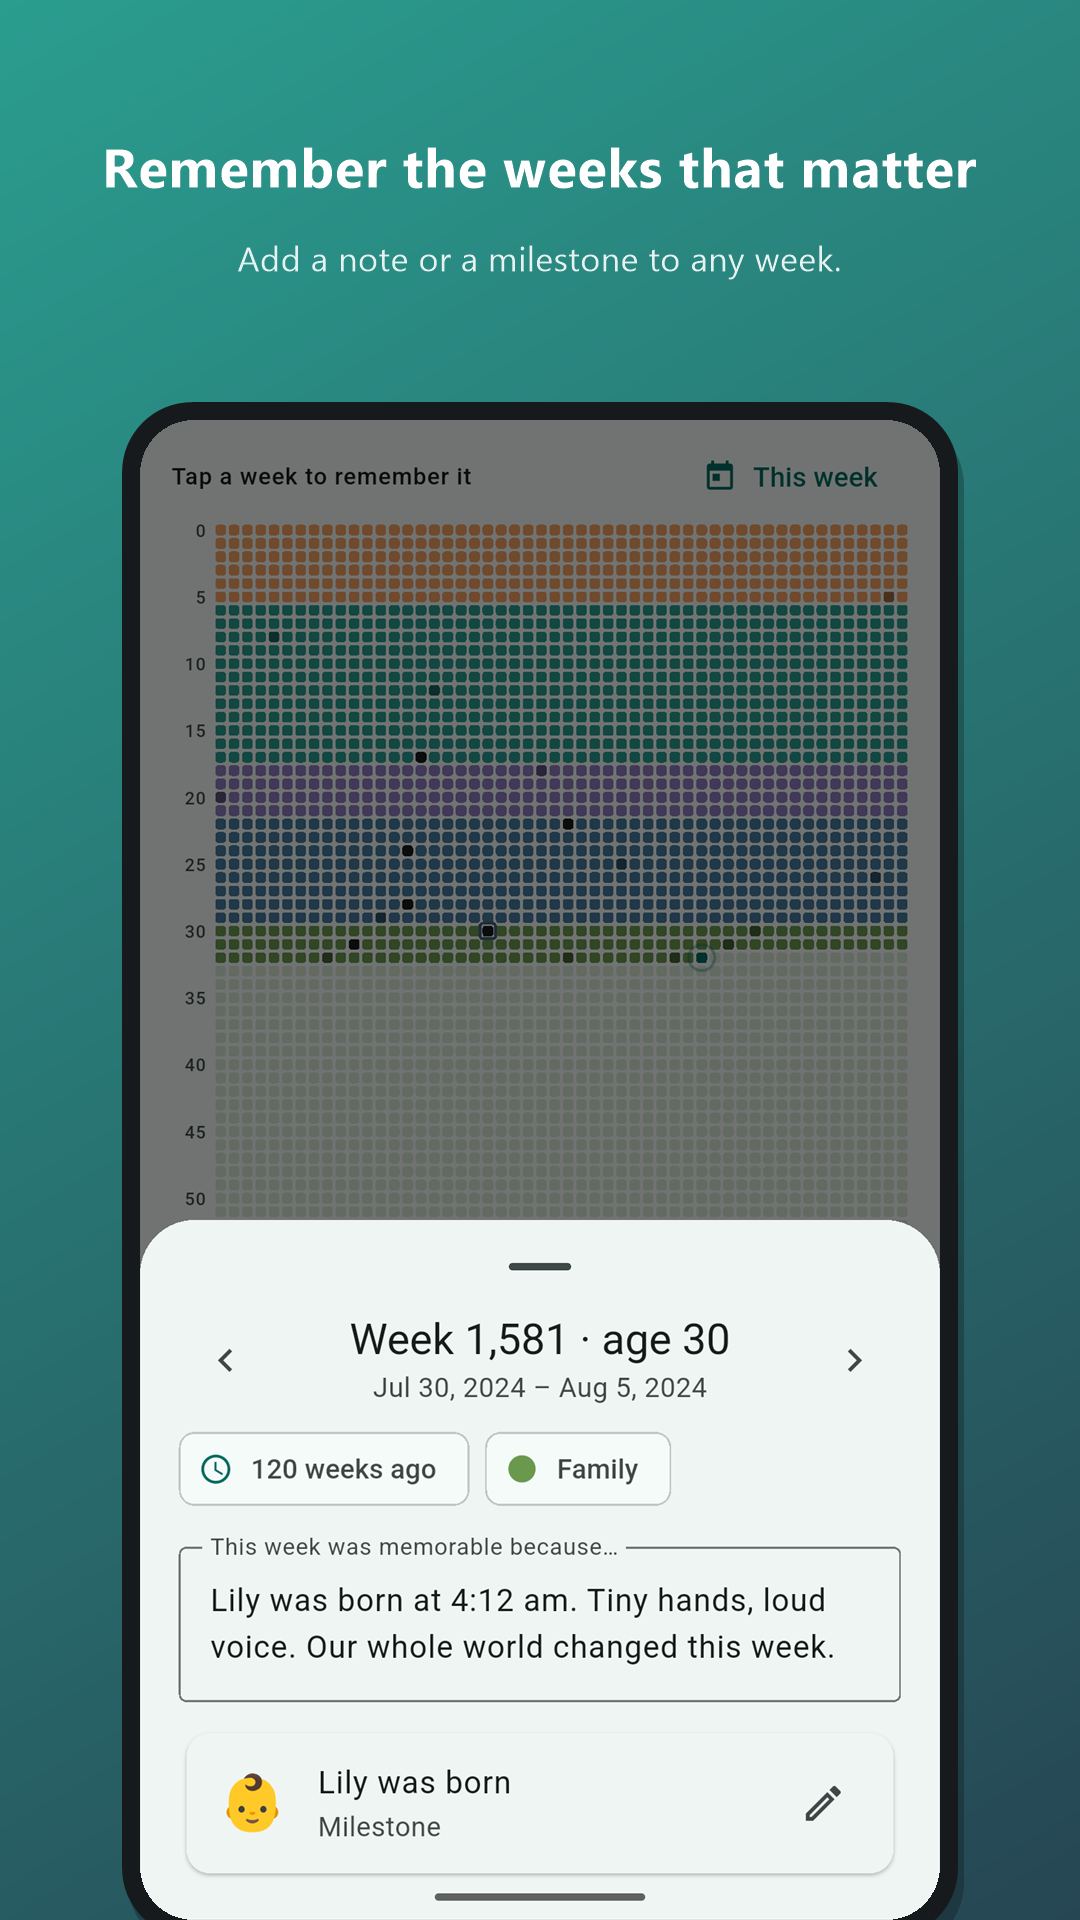 Remember the weeks that matter
Add a note or a milestone to any week.
Tap a week to remember it
This week
0
5
10
15
20
25
30
35
40
45
50
Week 1,581 · age 30
Jul 30, 2024 – Aug 5, 2024
120 weeks ago
Family
This week was memorable because…
Lily was born at 4:12 am. Tiny hands, loud
voice. Our whole world changed this week.
Lily was born
Milestone